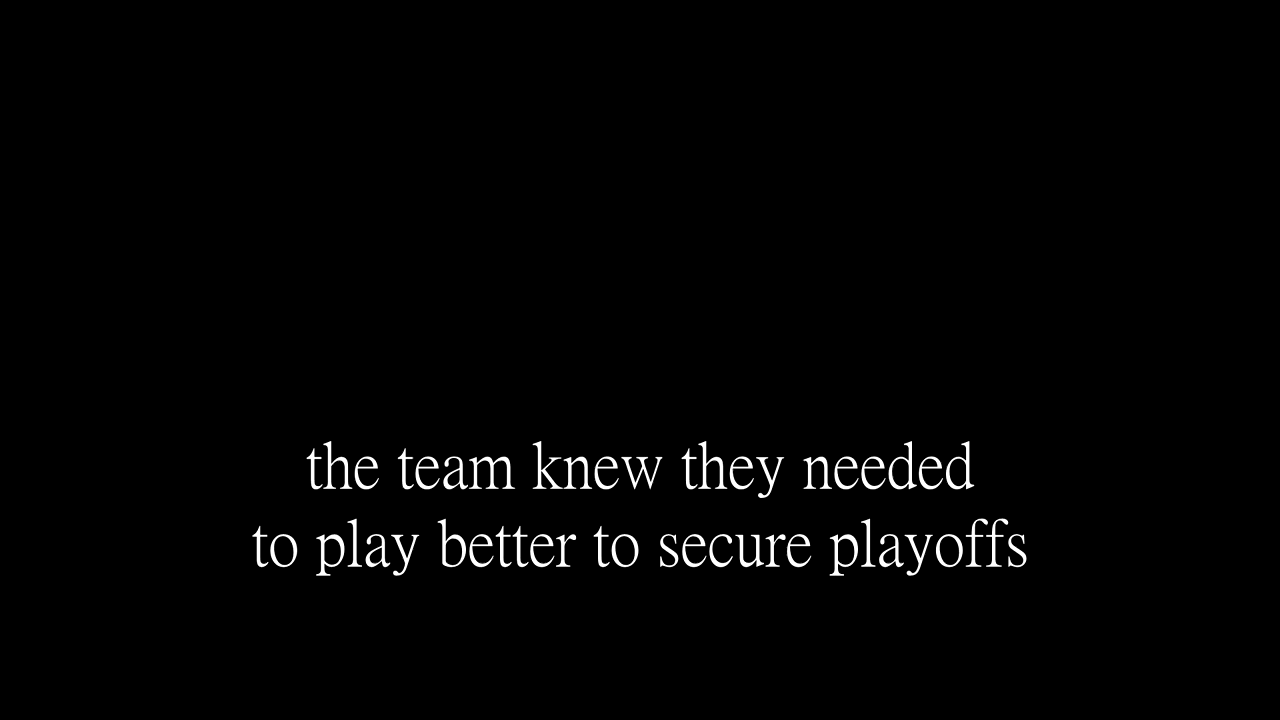 the team knew they needed
to play better to secure playoffs